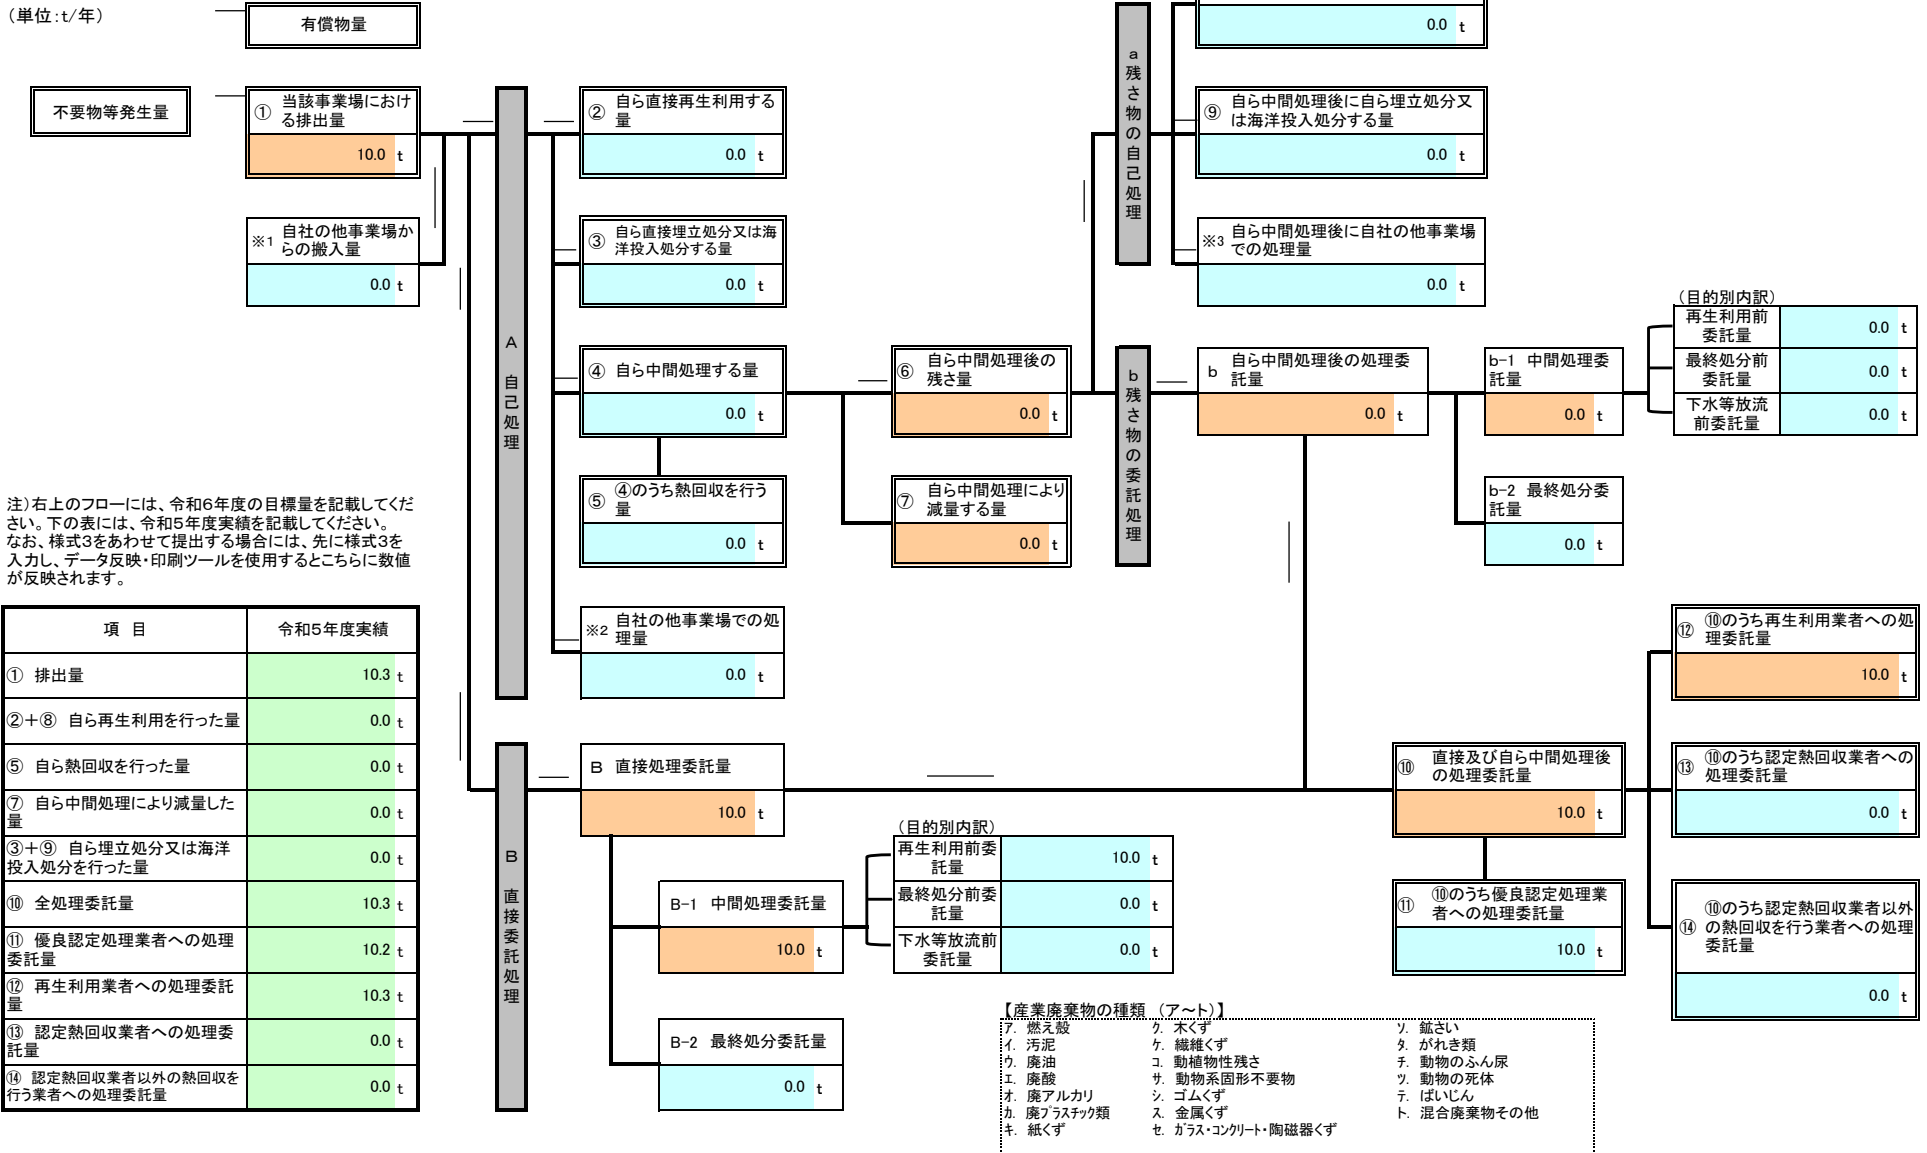 （単位：t/年）
有償物量
0.0 t
不要物等発生量
① 当該事業場におけ
る排出量
10.0 t
※1 自社の他事業場か
らの搬入量
0.0 t
A 自己処理
② 自ら直接再生利用する
量
0.0 t
③ 自ら直接埋立処分又は海
洋投入処分する量
0.0 t
④ 自ら中間処理する量
0.0 t
⑤ ④のうち熱回収を行う
量
0.0 t
※2 自社の他事業場での処
理量
0.0 t
⑥ 自ら中間処理後の
残さ量
0.0 t
⑦ 自ら中間処理により
減量する量
0.0 t
a 残さ物の自己処理
⑨ 自ら中間処理後に自ら埋立処分又
は海洋投入処分する量
0.0 t
※3 自ら中間処理後に自社の他事業場
での処理量
0.0 t
b 残さ物の委託処理
b 自ら中間処理後の処理委
託量
0.0 t
b-1 中間処理委
託量
0.0 t
（目的別内訳）
再生利用前
委託量
0.0 t
最終処分前
委託量
0.0 t
下水等放流
前委託量
0.0 t
b-2 最終処分委
託量
0.0 t
注）右上のフローには、令和６年度の目標量を記載してくだ
さい。下の表には、令和５年度実績を記載してください。
なお、様式３をあわせて提出する場合には、先に様式３を
入力し、データ反映・印刷ツールを使用するとこちらに数値
が反映されます。
項 目 令和５年度実績
① 排出量 10.3 t
②＋⑧ 自ら再生利用を行った量 0.0 t
⑤ 自ら熱回収を行った量 0.0 t
⑦ 自ら中間処理により減量した
量 0.0 t
③＋⑨ 自ら埋立処分又は海洋
投入処分を行った量 0.0 t
⑩ 全処理委託量 10.3 t
⑪ 優良認定処理業者への処理
委託量 10.2 t
⑫ 再生利用業者への処理委託
量 10.3 t
⑬ 認定熱回収業者への処理委
託量 0.0 t
⑭ 認定熱回収業者以外の熱回収を
行う業者への処理委託量 0.0 t
B 直接委託処理
B 直接処理委託量
10.0 t
B-1 中間処理委託量
10.0 t
（目的別内訳）
再生利用前委
託量
10.0 t
最終処分前委
託量
0.0 t
下水等放流前
委託量
0.0 t
B-2 最終処分委託量
0.0 t
⑩ 直接及び自ら中間処理後
の処理委託量
10.0 t
⑪ ⑩のうち優良認定処理業
者への処理委託量
10.0 t
⑫ ⑩のうち再生利用業者への処
理委託量
10.0 t
⑬ ⑩のうち認定熱回収業者への
処理委託量
0.0 t
⑭ ⑩のうち認定熱回収業者以外
の熱回収を行う業者への処理
委託量
0.0 t
【産業廃棄物の種類 （ア～ト）】
ア. 燃え殻 ク. 木くず ソ. 鉱さい
イ. 汚泥 ケ. 繊維くず タ. がれき類
ウ. 廃油 コ. 動植物性残さ チ. 動物のふん尿
エ. 廃酸 サ. 動物系固形不要物 ツ. 動物の死体
オ. 廃アルカリ シ. ゴムくず テ. ばいじん
カ. 廃プラスチック類 ス. 金属くず ト. 混合廃棄物その他
キ. 紙くず セ. ガラス・コンクリート・陶磁器くず